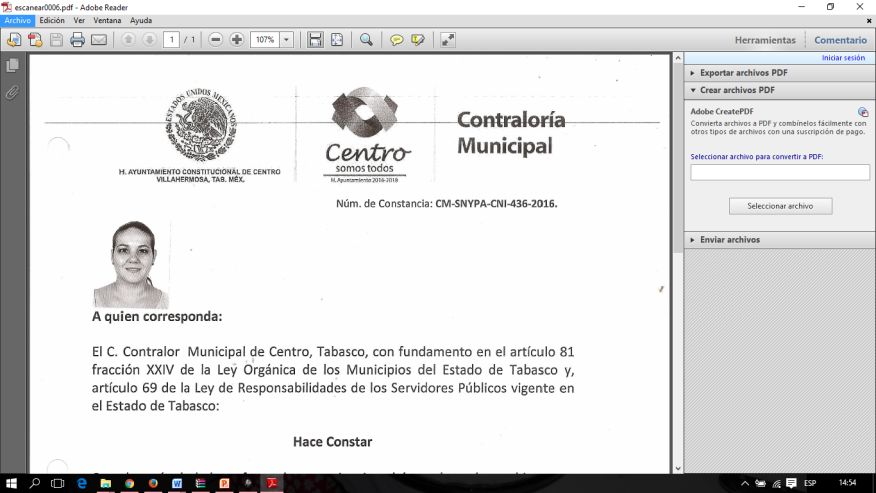 escanear0006.pdf - Adobe Reader
Archivo Edición Ver Ventana Ayuda
1 / 1 107% Herramientas Comentario
Iniciar sesión
Exportar archivos PDF
Crear archivos PDF
Adobe CreatePDF
Convierta archivos a PDF y combínelos fácilmente con
otros tipos de archivos con una suscripción de pago.
Seleccionar archivo para convertir a PDF:
Seleccionar archivo
Enviar archivos
ESTADOS UNIDOS MEXICANOS
H. AYUNTAMIENTO CONSTITUCIONAL DE CENTRO
VILLAHERMOSA, TAB. MÉX.
Centro
somos todos
H. Ayuntamiento 2016-2018
Contraloría
Municipal
Núm. de Constancia: CM-SNYPA-CNI-436-2016.
A quien corresponda:
El C. Contralor Municipal de Centro, Tabasco, con fundamento en el artículo 81
fracción XXIV de la Ley Orgánica de los Municipios del Estado de Tabasco y,
artículo 69 de la Ley de Responsabilidades de los Servidores Públicos vigente en
el Estado de Tabasco:
Hace Constar
ESP 14:54